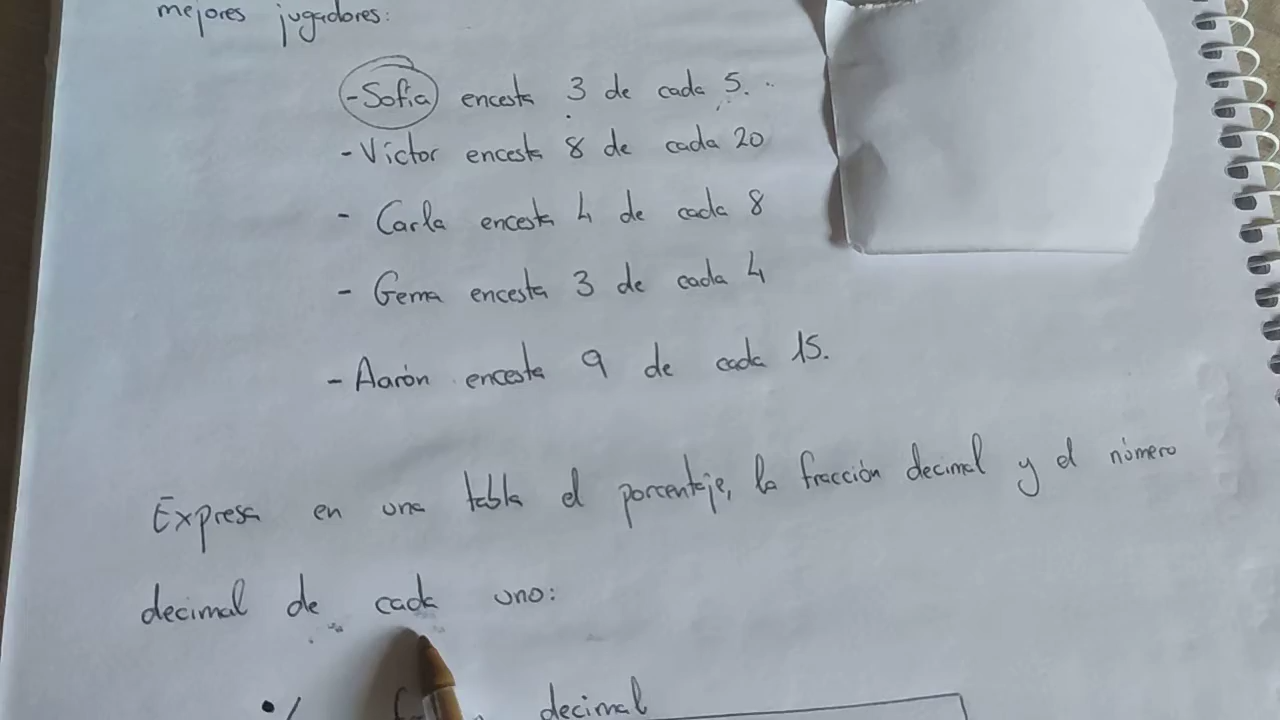 mejores jugadores:
- Sofia encesta 3 de cada 5.
- Víctor encesta 8 de cada 20
- Carla encesta 4 de cada 8
- Gema encesta 3 de cada 4
- Aarón encesta 9 de cada 15.
Expresa en una tabla el porcentaje, la fracción decimal y el número
decimal de cada uno:
% decimal